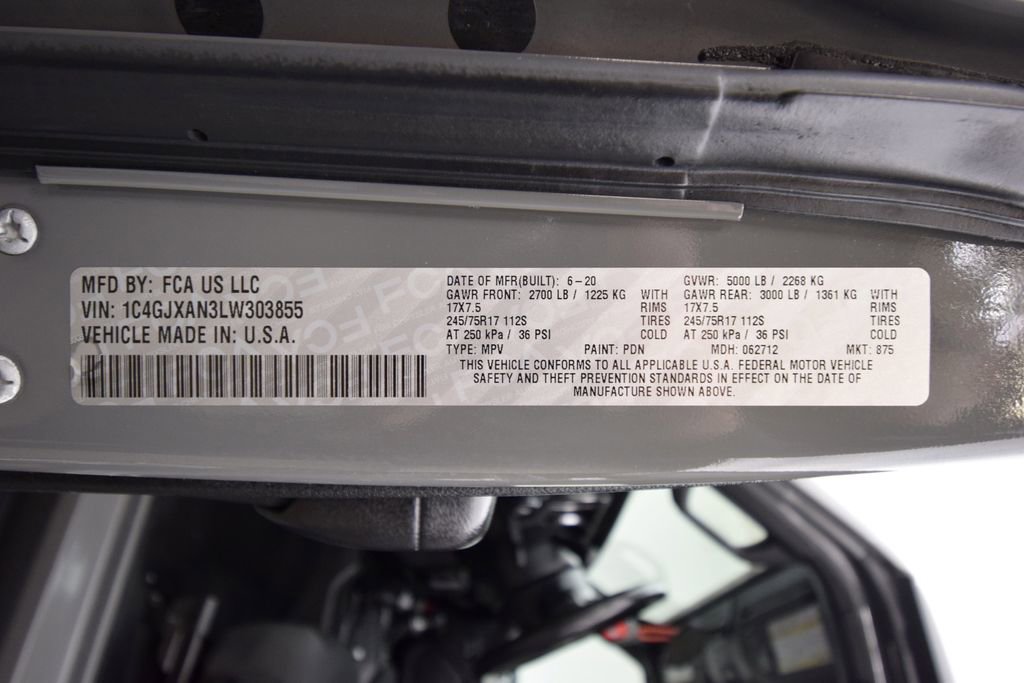 MFD BY: FCA US LLC
VIN: 1C4GJXAN3LW303855
VEHICLE MADE IN: U.S.A.
DATE OF MFR(BUILT): 6-20 GVWR: 5000 LB / 2268 KG
GAWR FRONT: 2700 LB / 1225 KG WITH GAWR REAR: 3000 LB / 1361 KG WITH
17X7.5 RIMS 17X7.5 RIMS
245/75R17 112S TIRES 245/75R17 112S TIRES
AT 250 kPa / 36 PSI COLD AT 250 kPa / 36 PSI COLD
TYPE: MPV PAINT: PDN MDH: 062712 MKT: 875
THIS VEHICLE CONFORMS TO ALL APPLICABLE U.S.A. FEDERAL MOTOR VEHICLE
SAFETY AND THEFT PREVENTION STANDARDS IN EFFECT ON THE DATE OF
MANUFACTURE SHOWN ABOVE.